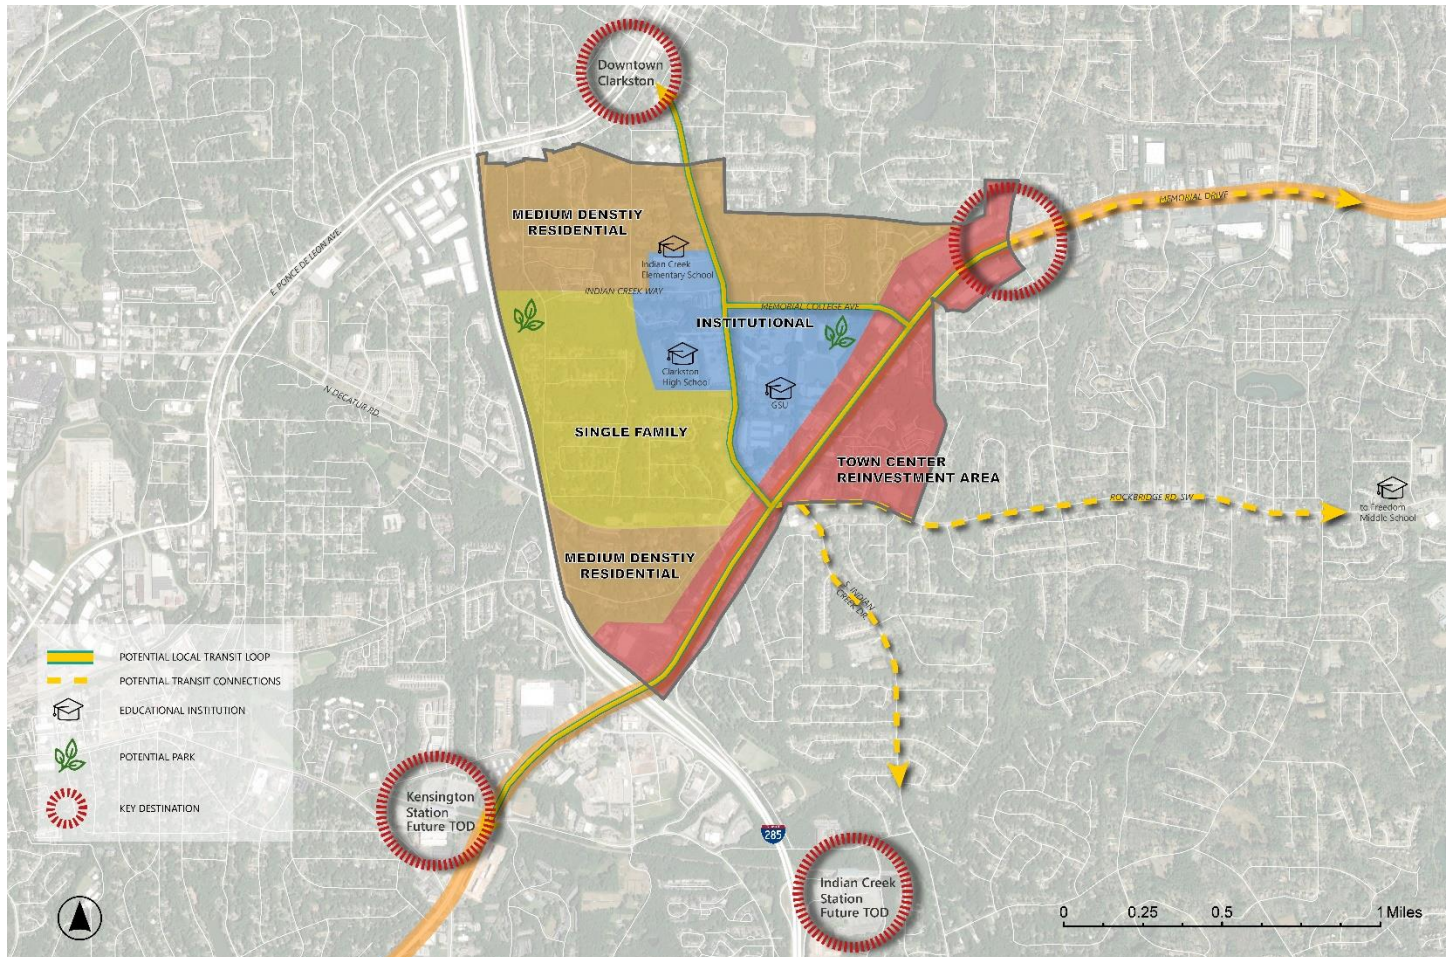 Downtown
Clarkston
MEMORIAL DRIVE
MEDIUM DENSTIY
RESIDENTIAL
Indian Creek
Elementary School
E. PONCE DE LEON AVE.
INDIAN CREEK WAY
MEMORIAL COLLEGE AVE
INSTITUTIONAL
Clarkston
High School
GSU
N DECATUR RD.
SINGLE FAMILY
TOWN CENTER
REINVESTMENT AREA
ROCKBRIDGE RD, SW
to Freedom
Middle School
MEDIUM DENSTIY
RESIDENTIAL
S. INDIAN
CREEK DR.
POTENTIAL LOCAL TRANSIT LOOP
POTENTIAL TRANSIT CONNECTIONS
EDUCATIONAL INSTITUTION
POTENTIAL PARK
KEY DESTINATION
Kensington
Station
Future TOD
285
Indian Creek
Station
Future TOD
0 0.25 0.5 1 Miles